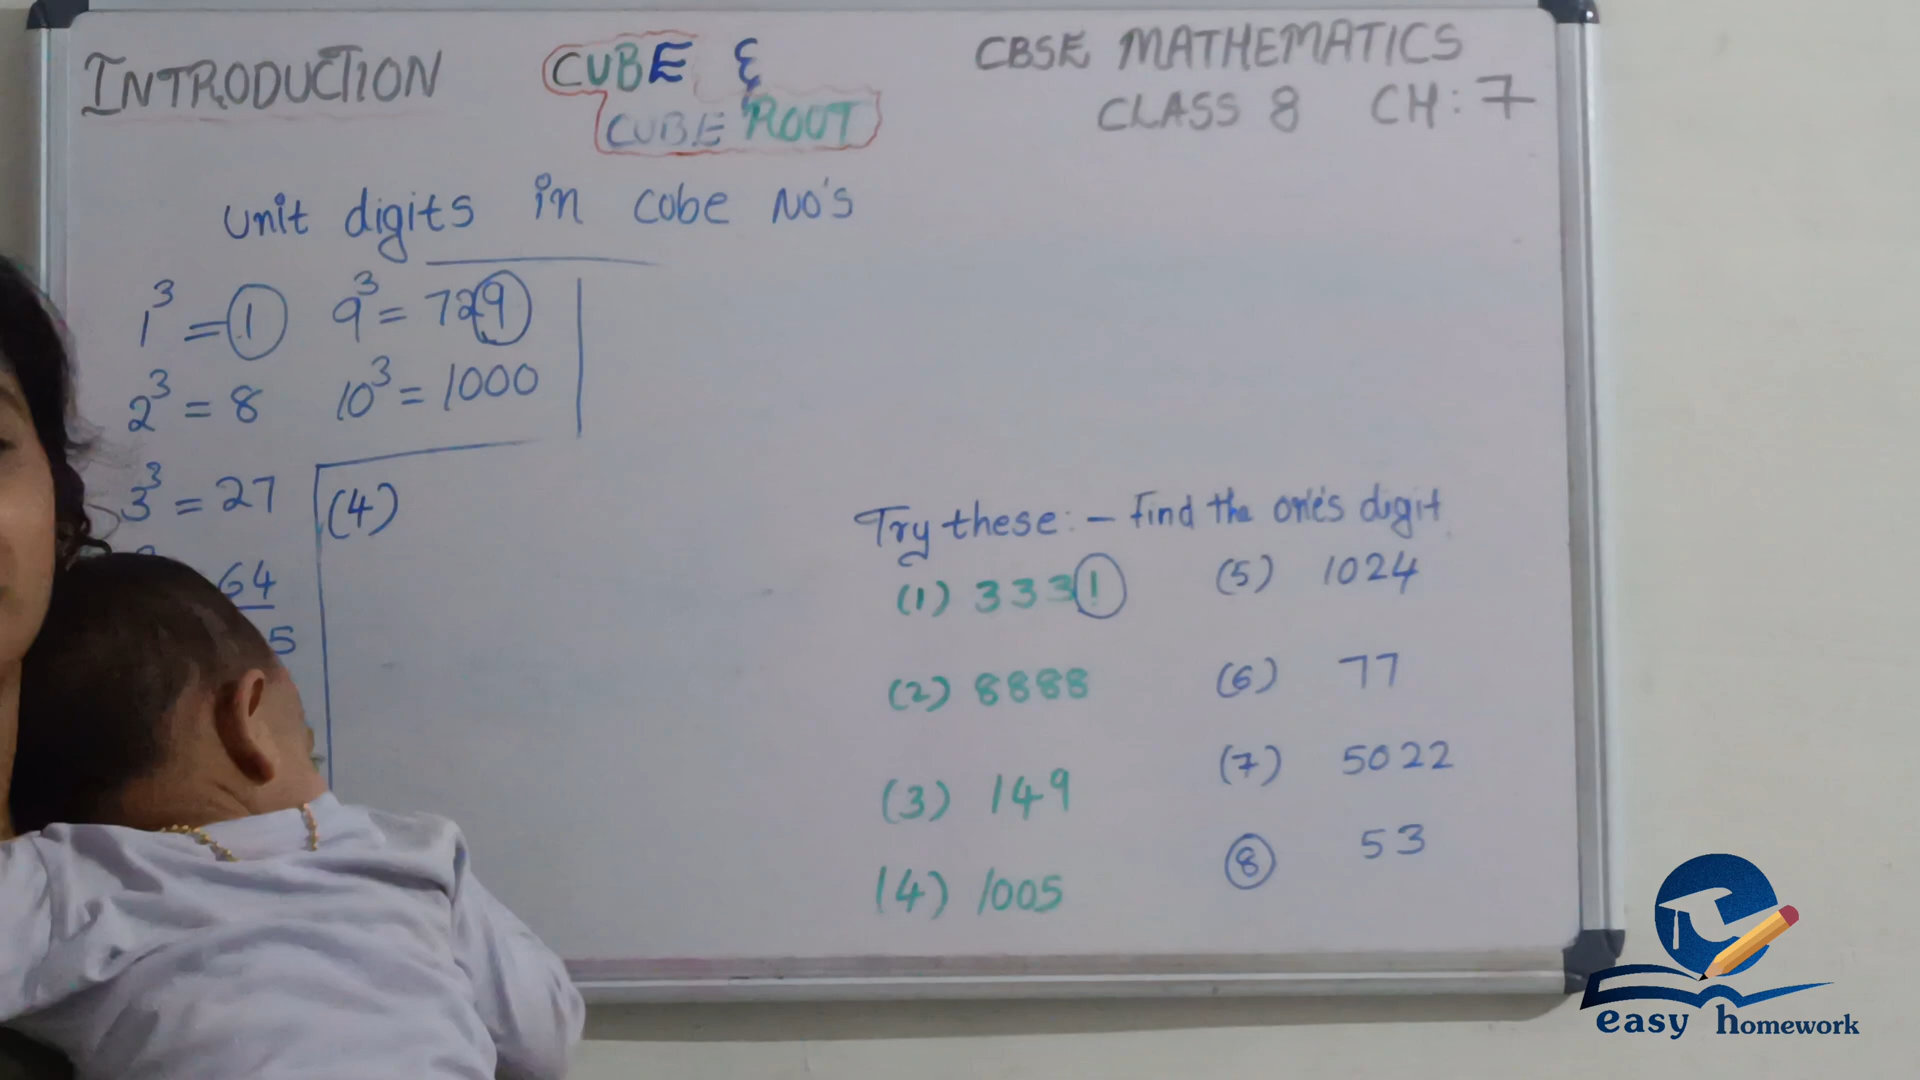 INTRODUCTION
CUBE &
CUBE ROOT
CBSE MATHEMATICS
CLASS 8 CH: 7
Unit digits in cube No's
1³ = 1
2³ = 8
3³ = 27
64
5
9³ = 729
10³ = 1000
(4)
Try these:- Find the one's digit
(1) 3331
(2) 8888
(3) 149
(4) 1005
(5) 1024
(6) 77
(7) 5022
8 53
easy homework